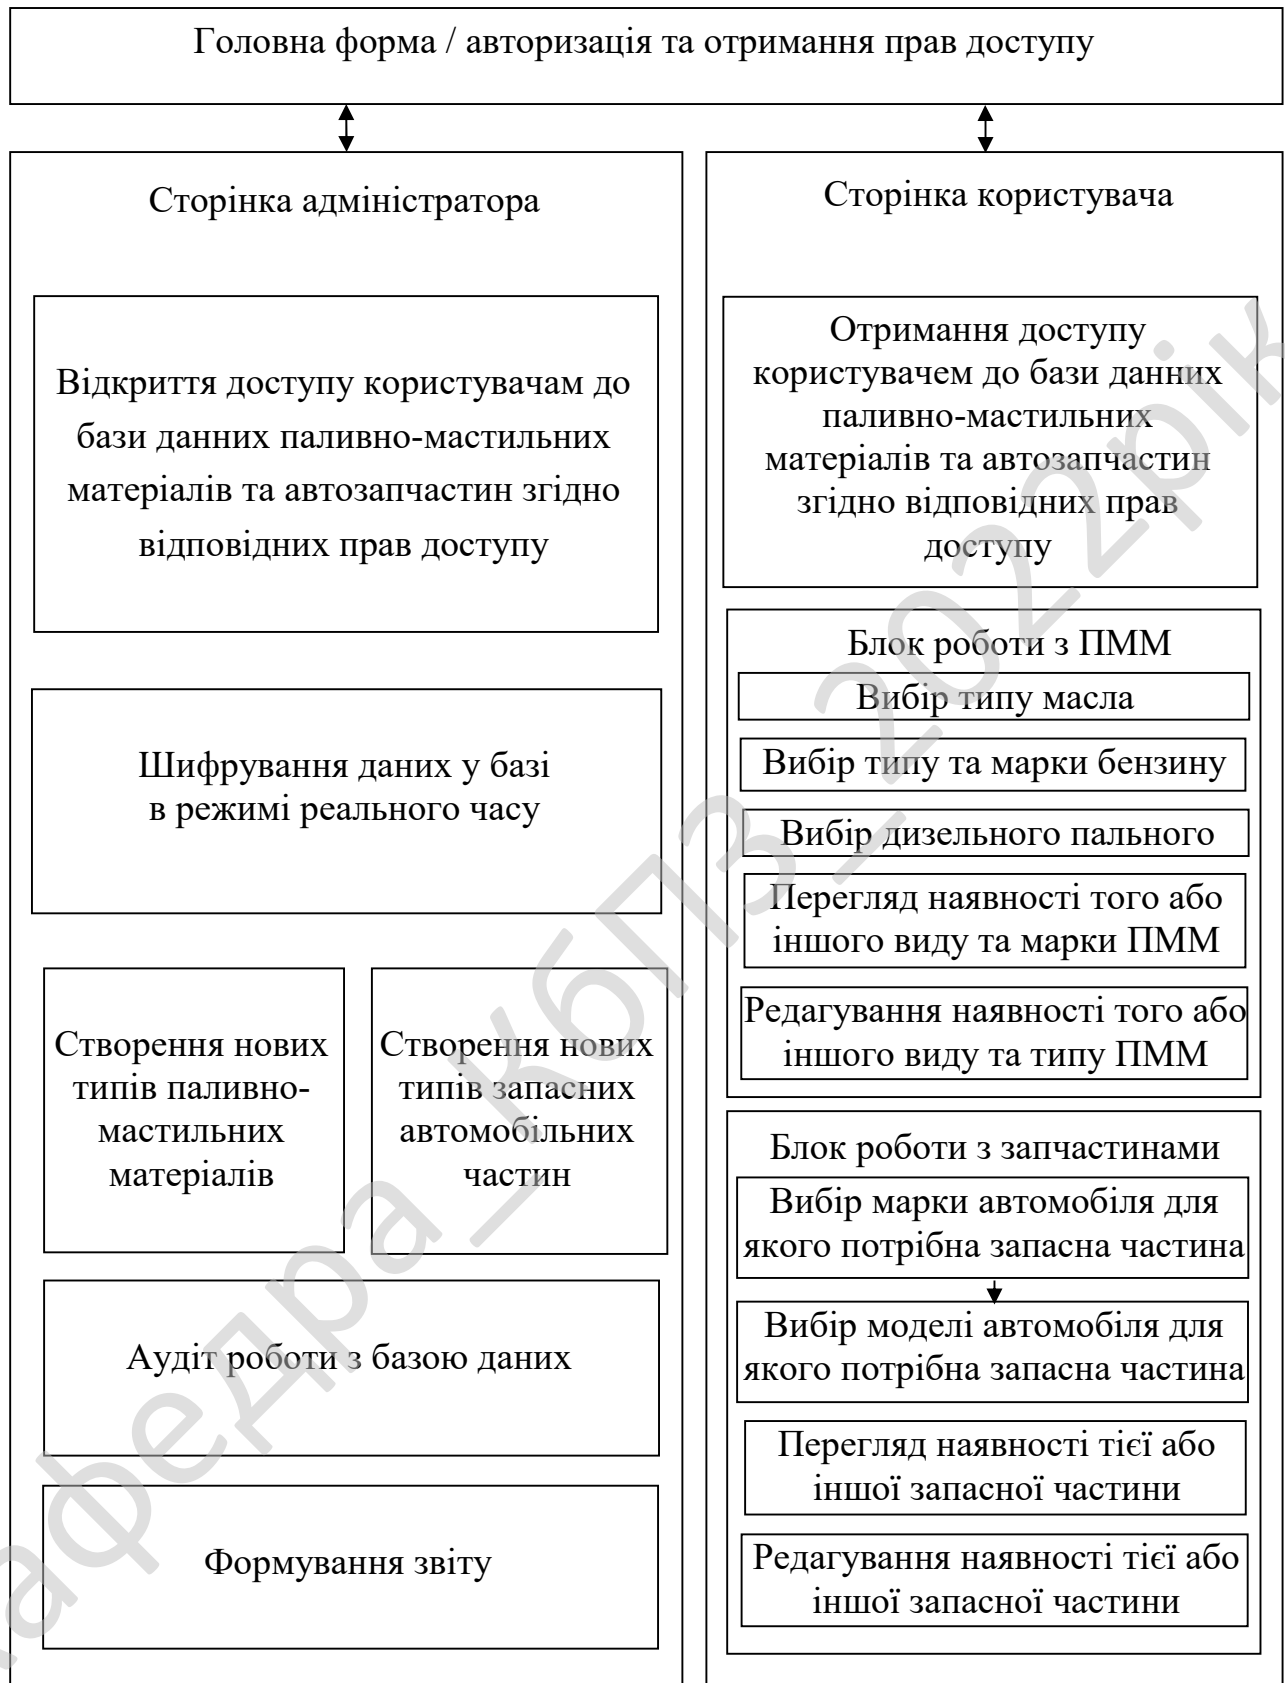 Головна форма / авторизація та отримання прав доступу
Сторінка адміністратора
Відкриття доступу користувачам до
бази данних паливно-мастильних
матеріалів та автозапчастин згідно
відповідних прав доступу
Шифрування даних у базі
в режимі реального часу
Створення нових
типів паливно-
мастильних
матеріалів
Створення нових
типів запасних
автомобільних
частин
Аудіт роботи з базою даних
Формування звіту
Сторінка користувача
Отримання доступу
користувачем до бази данних
паливно-мастильних
матеріалів та автозапчастин
згідно відповідних прав
доступу
Блок роботи з ПММ
Вибір типу масла
Вибір типу та марки бензину
Вибір дизельного пального
Перегляд наявності того або
іншого виду та марки ПММ
Редагування наявності того або
іншого виду та типу ПММ
Блок роботи з запчастинами
Вибір марки автомобіля для
якого потрібна запасна частина
Вибір моделі автомобіля для
якого потрібна запасна частина
Перегляд наявності тієї або
іншої запасної частини
Редагування наявності тієї або
іншої запасної частини
афедра_КбПЗ_2022рік